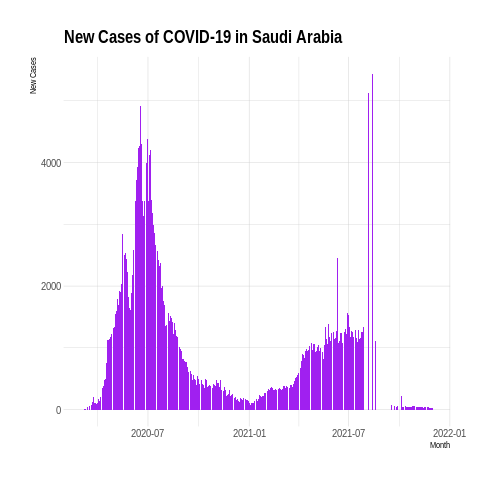 New Cases of COVID-19 in Saudi Arabia
New Cases
4000
2000
0
2020-07 2021-01 2021-07 2022-01
Month